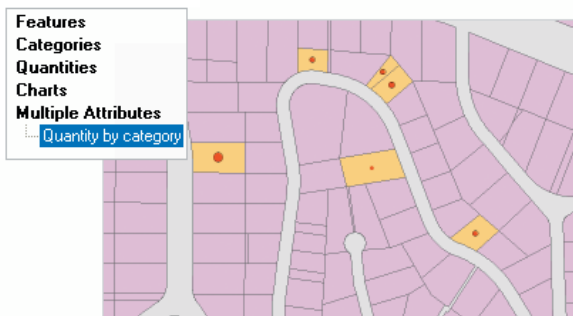 Features
Categories
Quantities
Charts
Multiple Attributes
Quantity by category